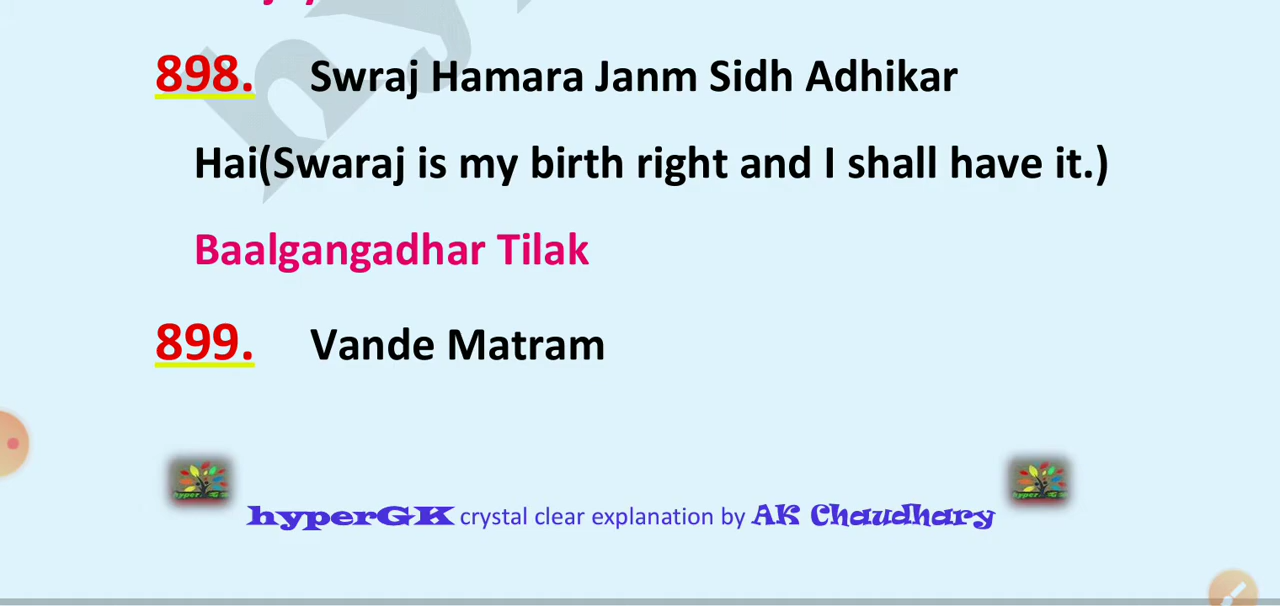 898. Swraj Hamara Janm Sidh Adhikar
Hai(Swaraj is my birth right and I shall have it.)
Baalgangadhar Tilak
899. Vande Matram
hyperGK crystal clear explanation by AK Chaudhary